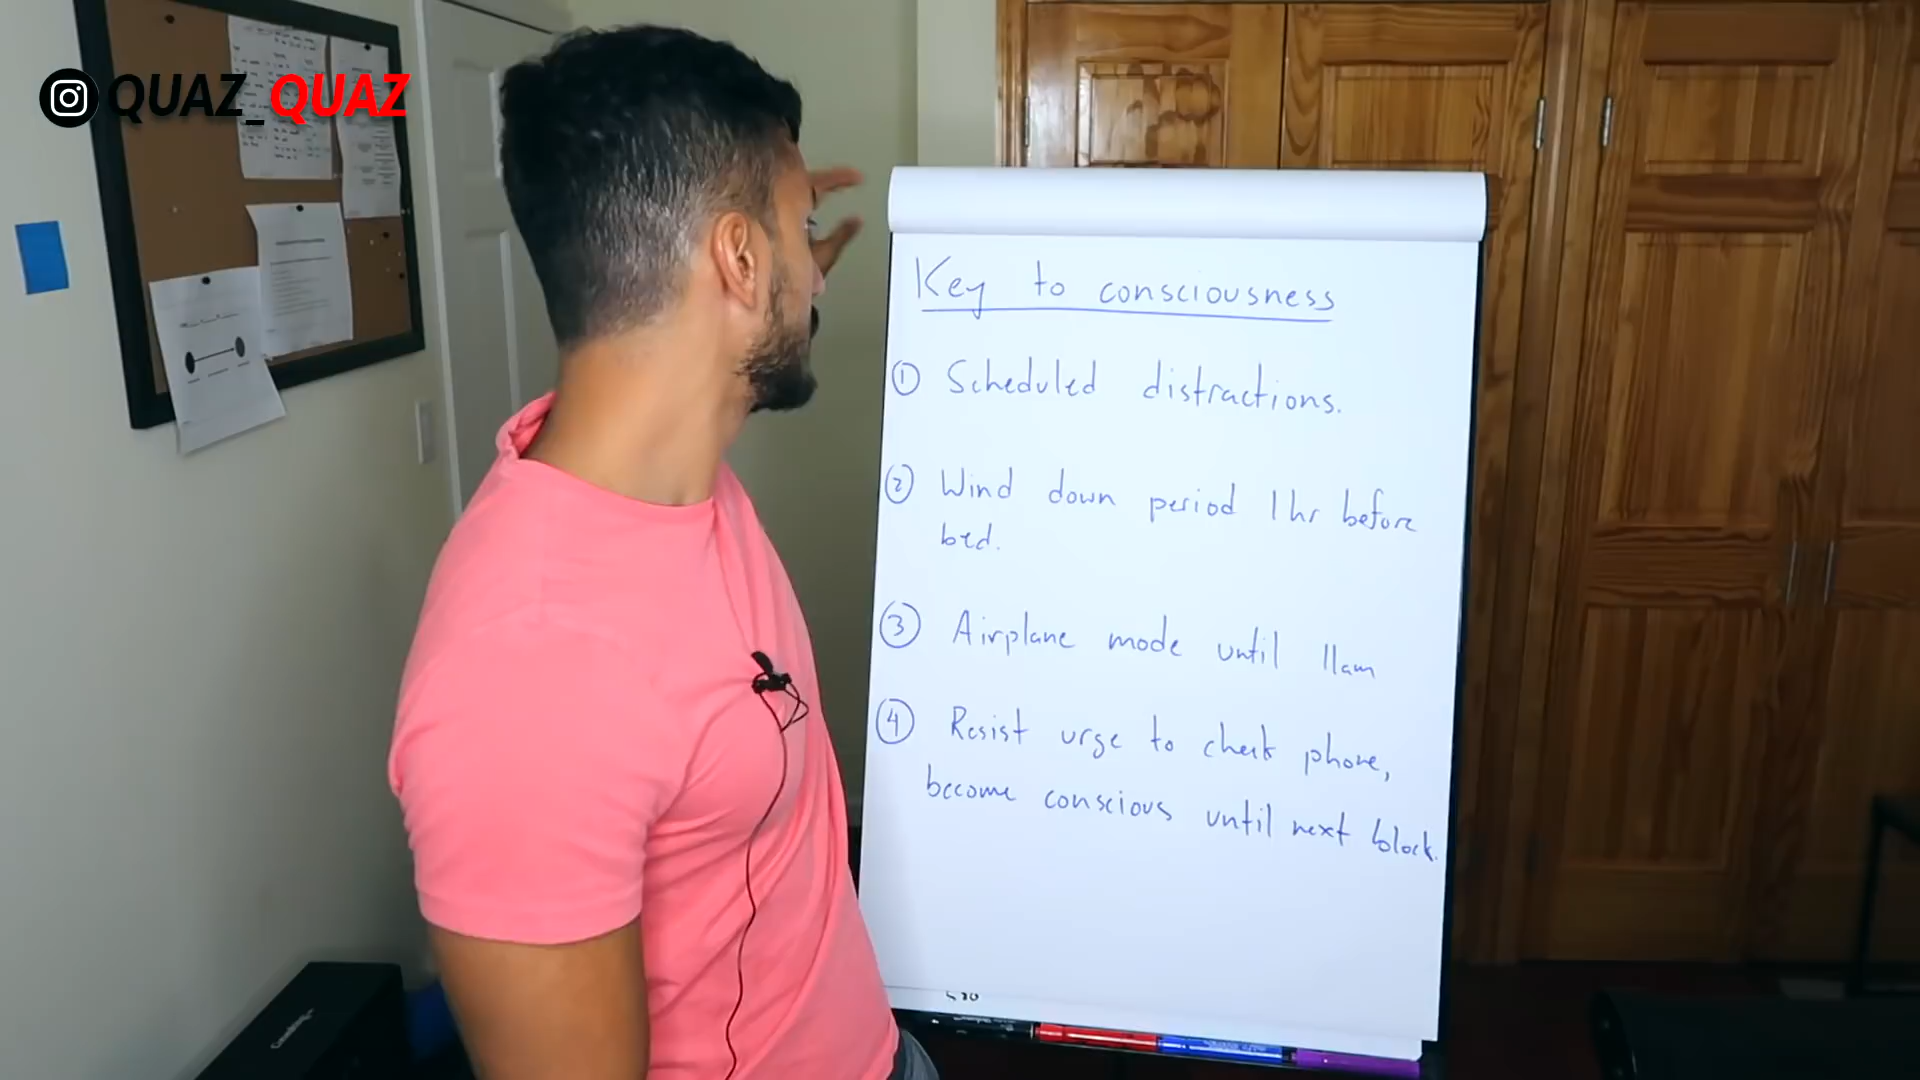 QUAZ_QUAZ
Key to consciousness
1 Scheduled distractions.
2 Wind down period 1hr before
bed.
3 Airplane mode until 11am
4 Resist urge to check phone,
become conscious until next block.